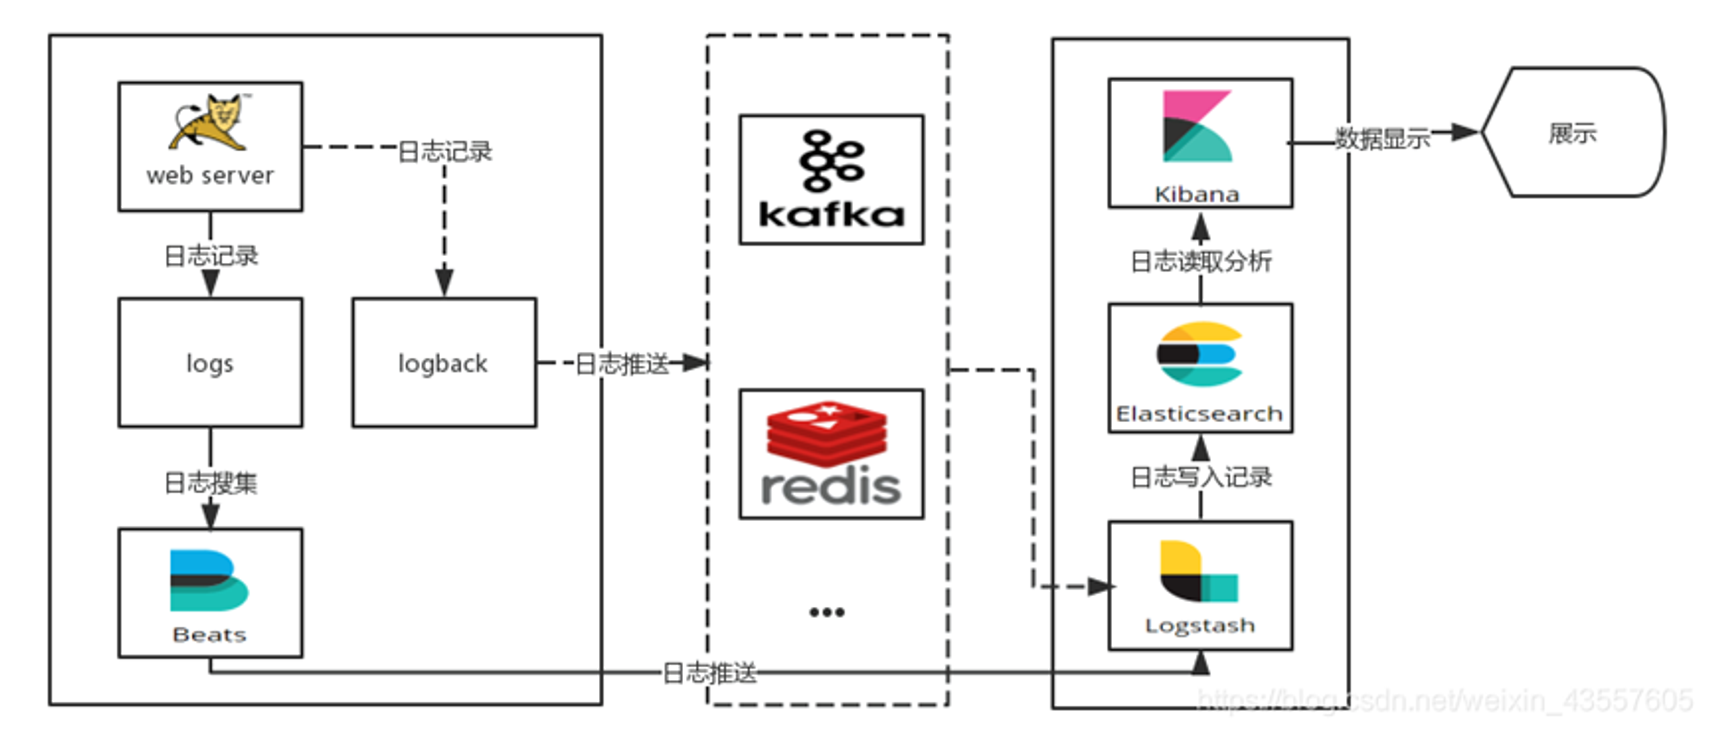 web server
日志记录
日志记录
logs
logback
日志搜集
Beats
日志推送
kafka
redis
...
日志推送
Kibana
日志读取分析
Elasticsearch
日志写入记录
Logstash
数据显示
展示
https://blog.csdn.net/weixin_43557605